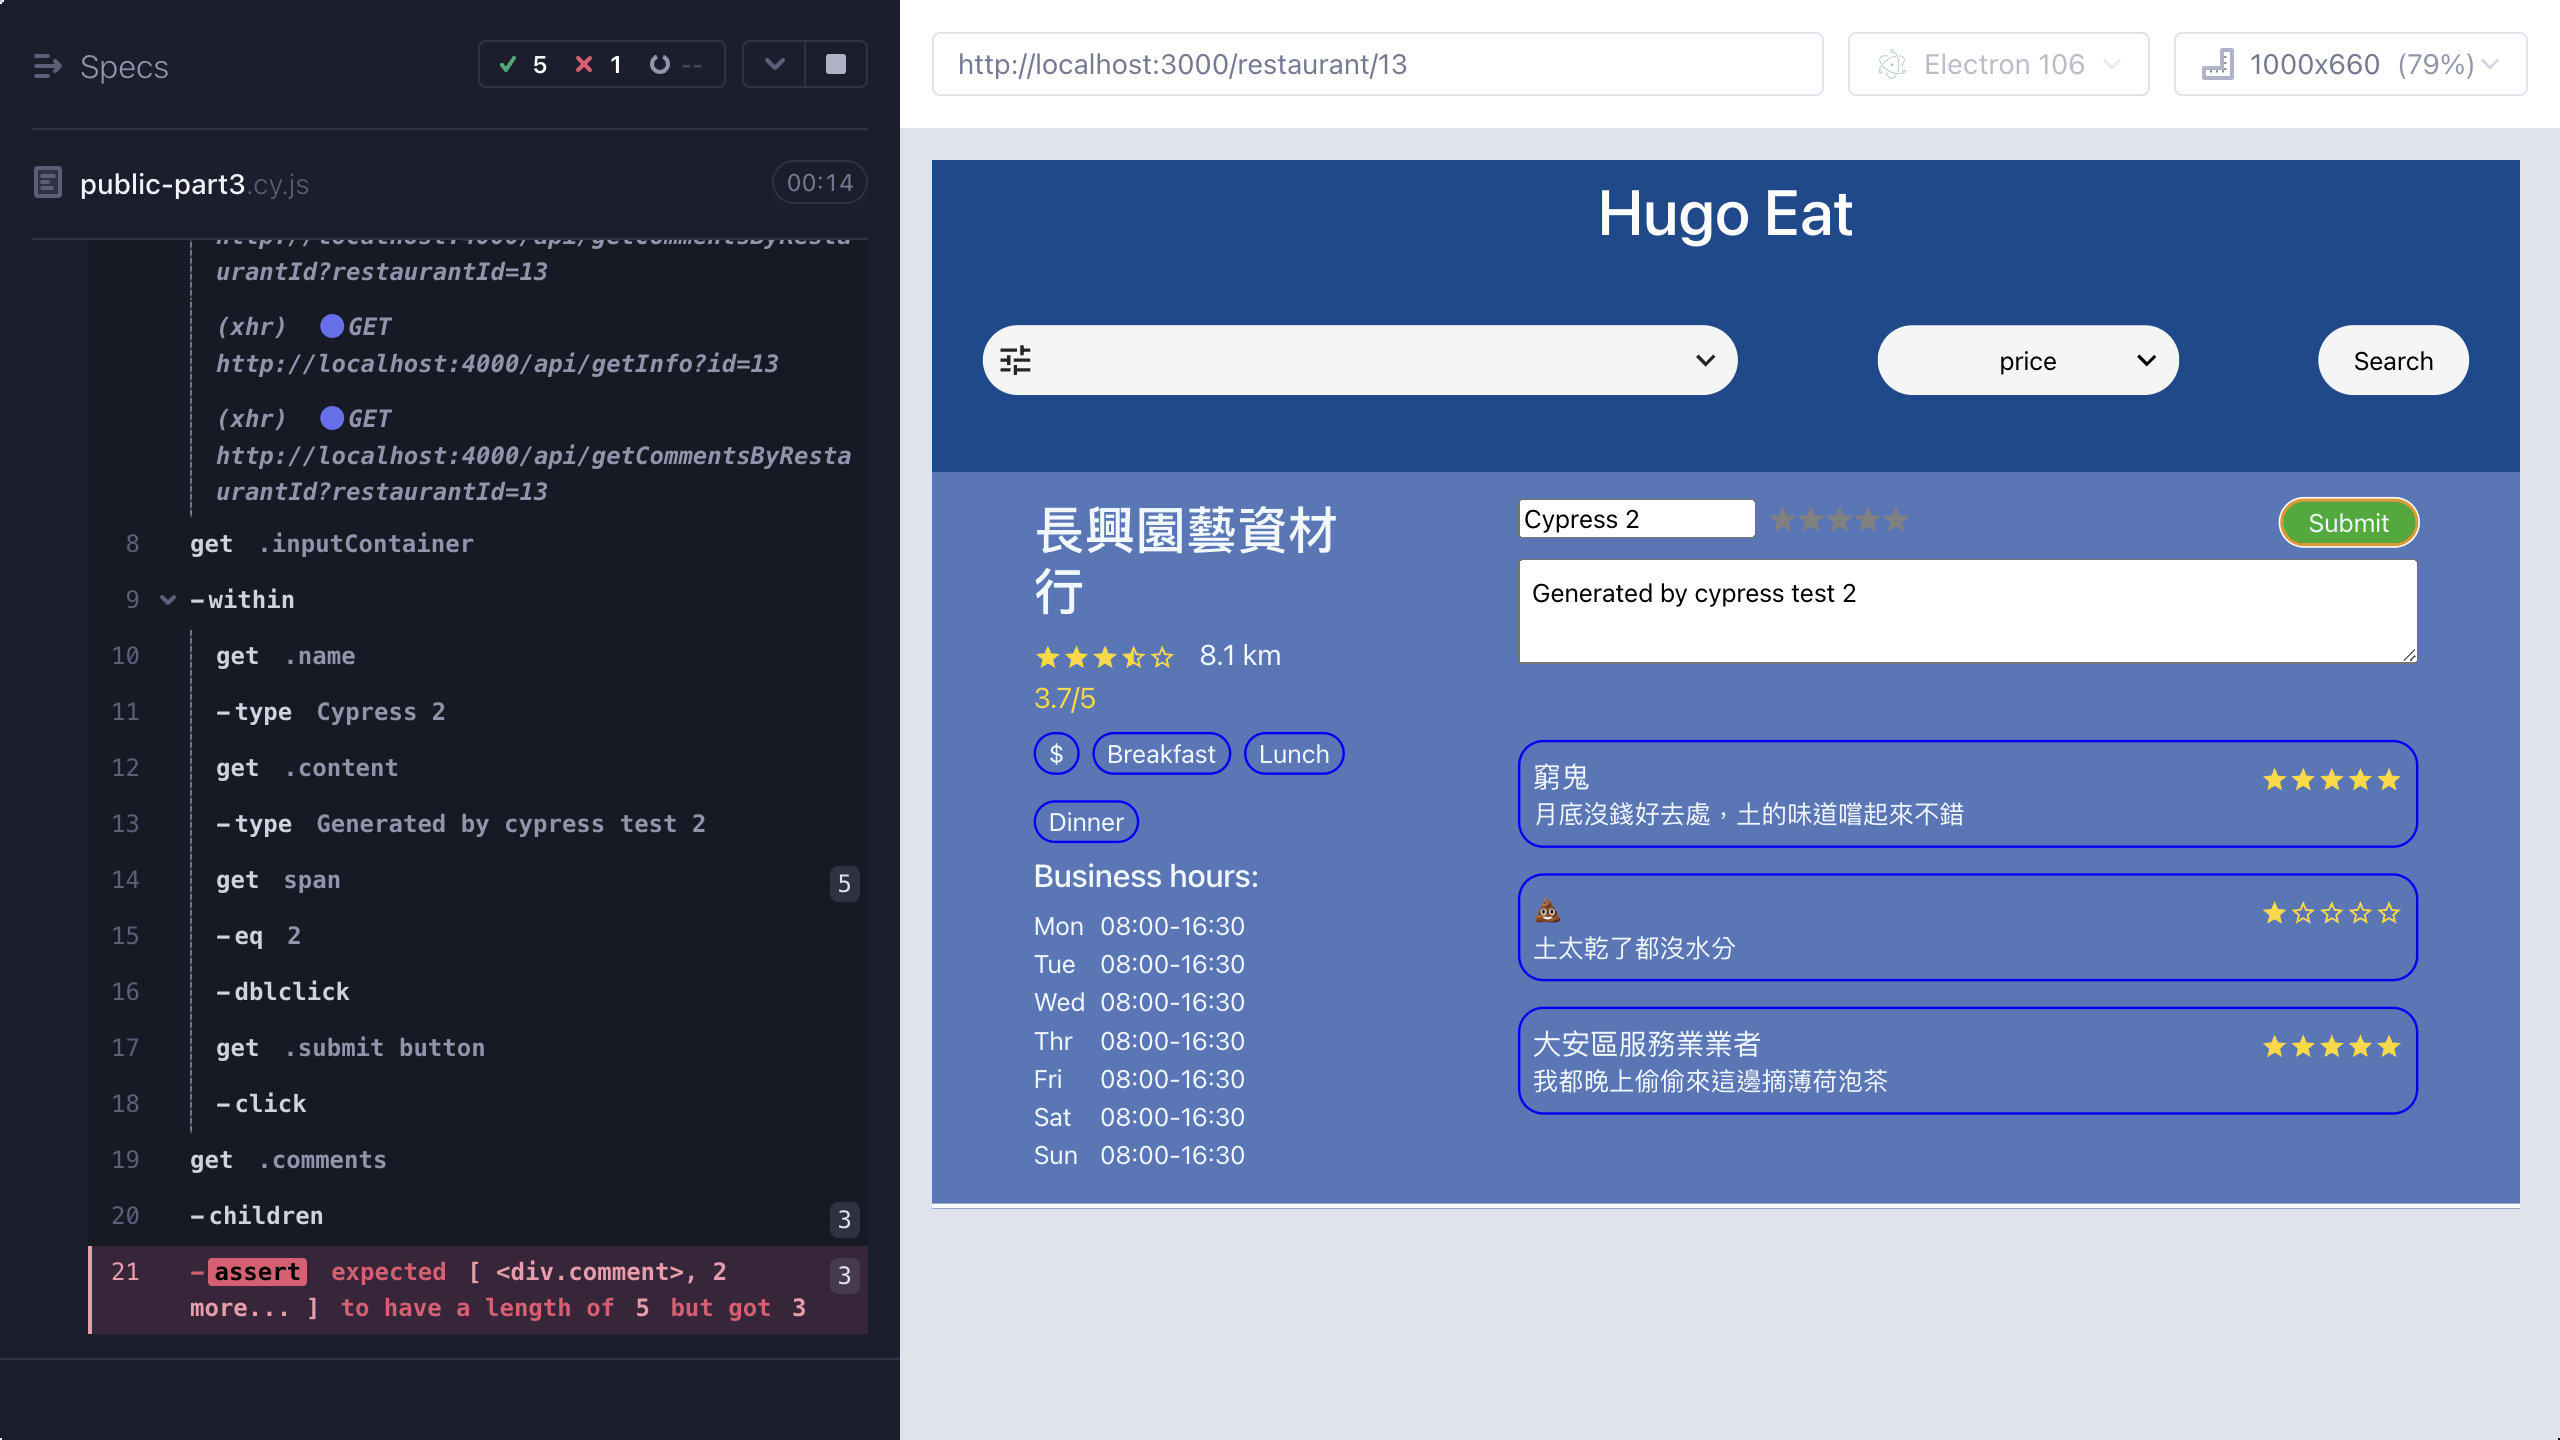 Specs
5
1
--
public-part3.cy.js
00:14
http://localhost:4000/api/getCommentsByResta
urantId?restaurantId=13
(xhr) GET
http://localhost:4000/api/getInfo?id=13
(xhr) GET
http://localhost:4000/api/getCommentsByResta
urantId?restaurantId=13
8 get .inputContainer
9 -within
10 get .name
11 -type Cypress 2
12 get .content
13 -type Generated by cypress test 2
14 get span 5
15 -eq 2
16 -dblclick
17 get .submit button
18 -click
19 get .comments
20 -children 3
21 -assert expected [ <div.comment>, 2 3
more... ] to have a length of 5 but got 3
http://localhost:3000/restaurant/13
Electron 106
1000x660 (79%)
Hugo Eat
price
Search
長興園藝資材
行
8.1 km
3.7/5
$ Breakfast Lunch
Dinner
Business hours:
Mon 08:00-16:30
Tue 08:00-16:30
Wed 08:00-16:30
Thr 08:00-16:30
Fri 08:00-16:30
Sat 08:00-16:30
Sun 08:00-16:30
Cypress 2
Submit
Generated by cypress test 2
窮鬼
月底沒錢好去處，土的味道嚐起來不錯
💩
土太乾了都沒水分
大安區服務業業者
我都晚上偷偷來這邊摘薄荷泡茶